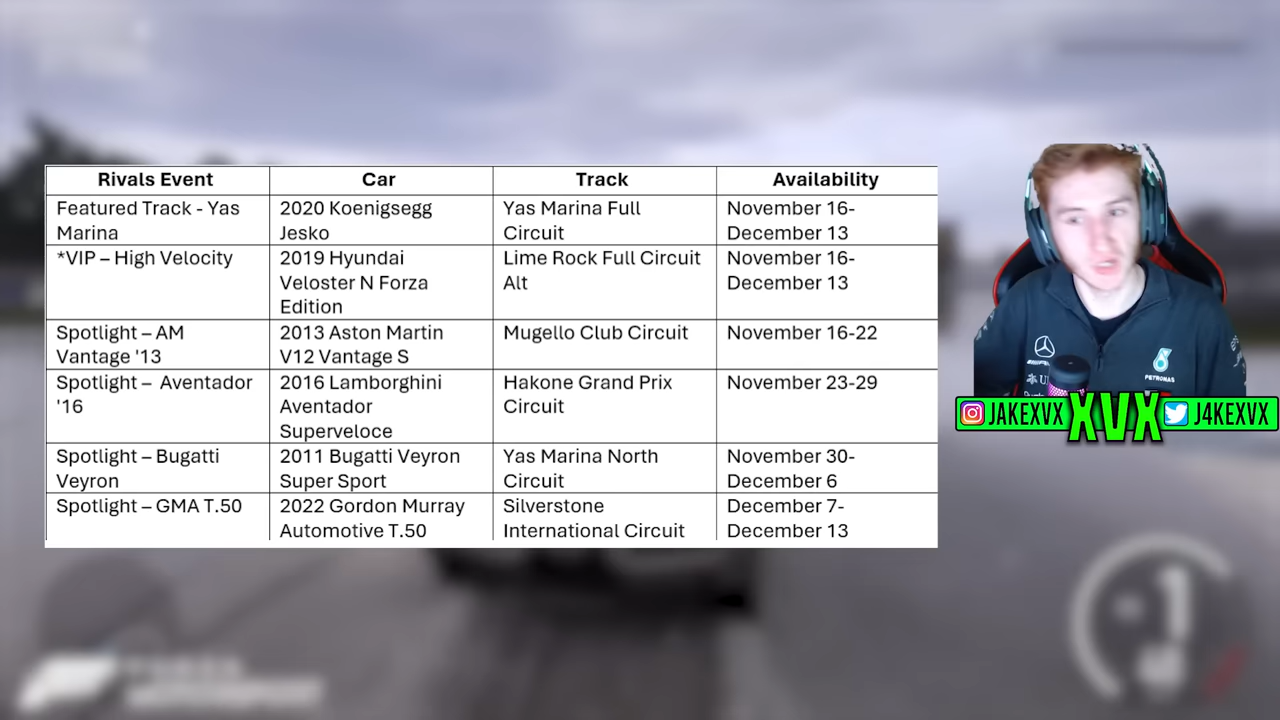 Rivals Event
Car
Track
Availability
Featured Track - Yas
Marina
2020 Koenigsegg
Jesko
Yas Marina Full
Circuit
November 16-
December 13
*VIP – High Velocity
2019 Hyundai
Veloster N Forza
Edition
Lime Rock Full Circuit
Alt
November 16-
December 13
Spotlight – AM
Vantage '13
2013 Aston Martin
V12 Vantage S
Mugello Club Circuit
November 16-22
Spotlight – Aventador
'16
2016 Lamborghini
Aventador
Superveloce
Hakone Grand Prix
Circuit
November 23-29
Spotlight – Bugatti
Veyron
2011 Bugatti Veyron
Super Sport
Yas Marina North
Circuit
November 30-
December 6
Spotlight – GMA T.50
2022 Gordon Murray
Automotive T.50
Silverstone
International Circuit
December 7-
December 13
PETRONAS
JAKEXVX
XVX
J4KEXVX